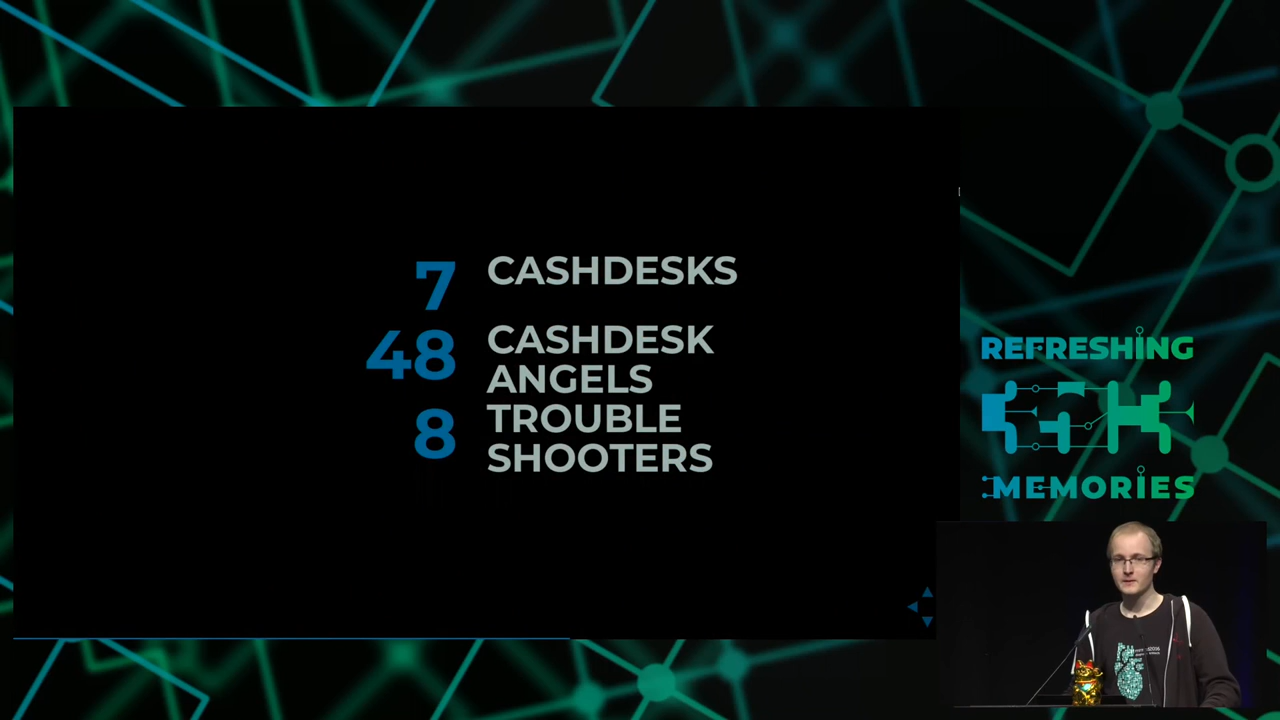 7 CASHDESKS
48 CASHDESK
ANGELS
8 TROUBLE
SHOOTERS
REFRESHING
MEMORIES